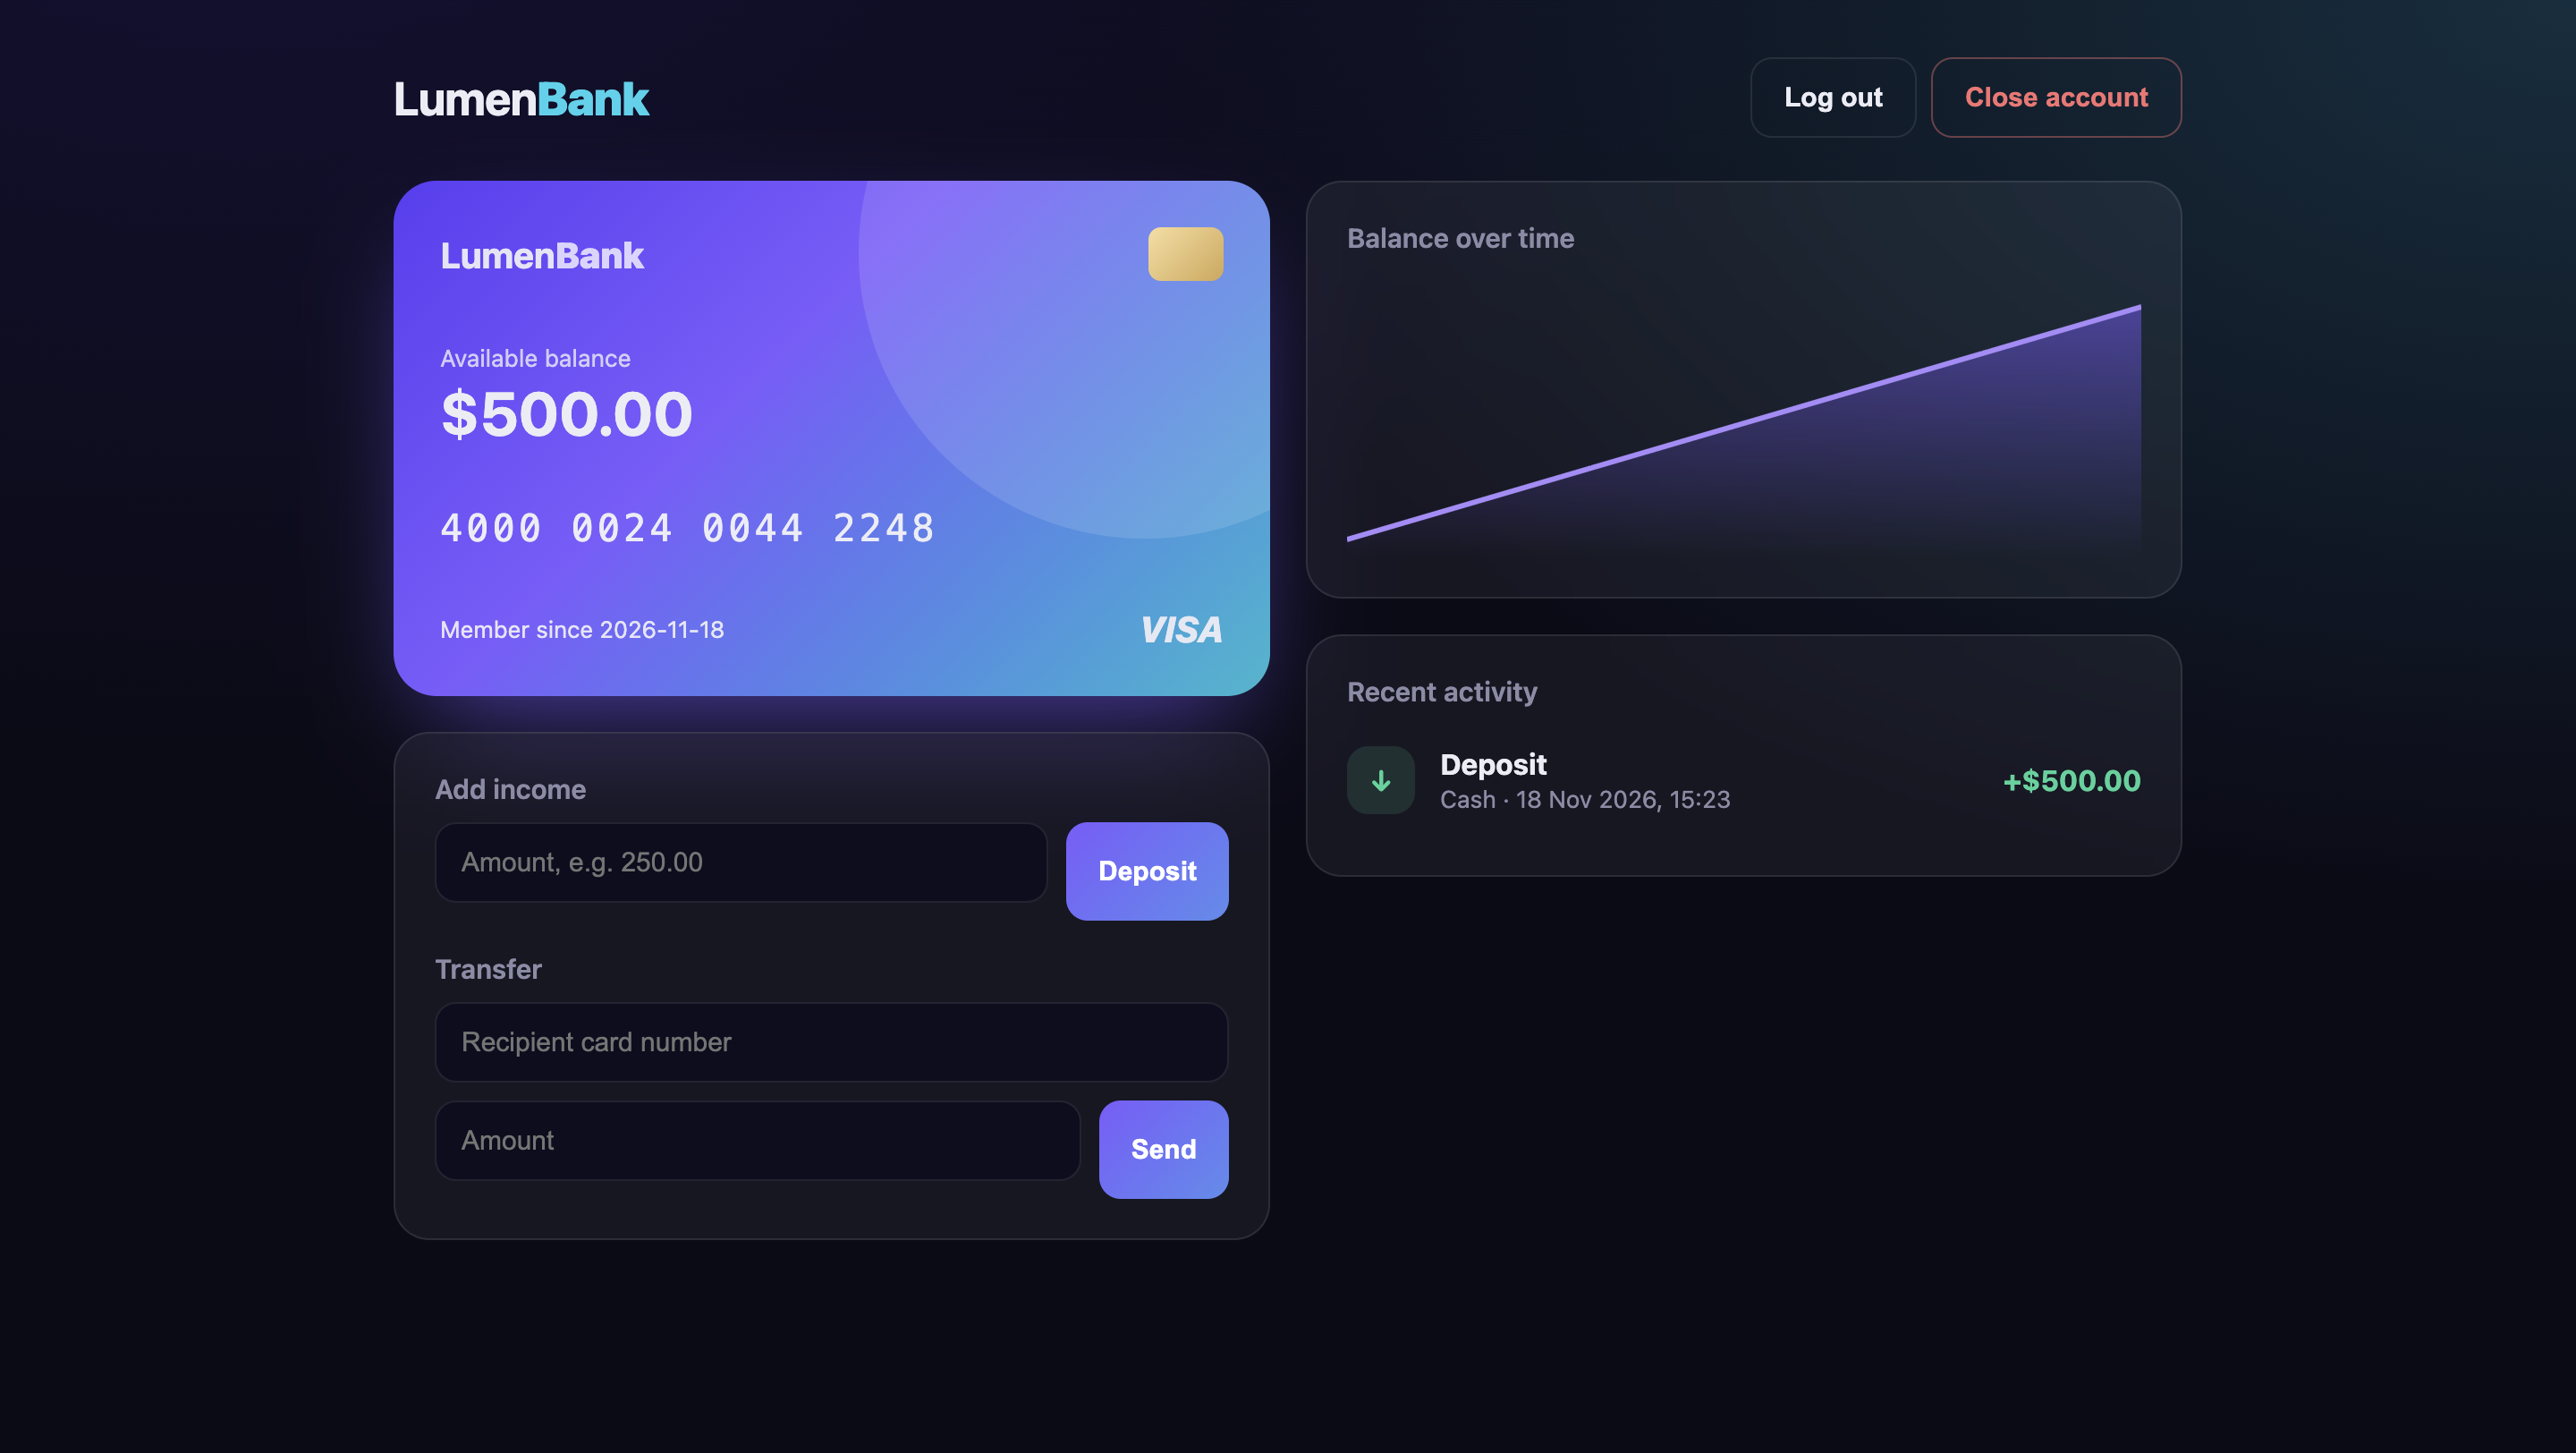 LumenBank
Log out
Close account
LumenBank
Available balance
$500.00
4000 0024 0044 2248
Member since 2026-11-18
VISA
Add income
Amount, e.g. 250.00
Deposit
Transfer
Recipient card number
Amount
Send
Balance over time
Recent activity
Deposit
Cash · 18 Nov 2026, 15:23
+$500.00